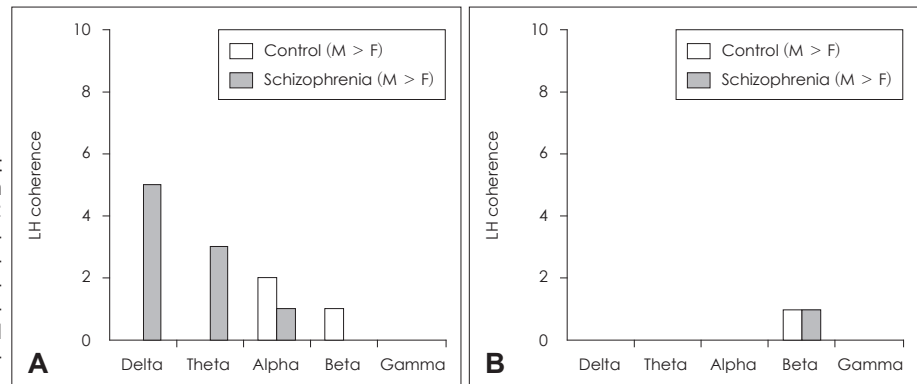 10
8
6
4
2
0
LH coherence
Control (M > F)
Schizophrenia (M > F)
Delta Theta Alpha Beta Gamma
A
10
8
6
4
2
0
LH coherence
Control (M > F)
Schizophrenia (M > F)
Delta Theta Alpha Beta Gamma
B